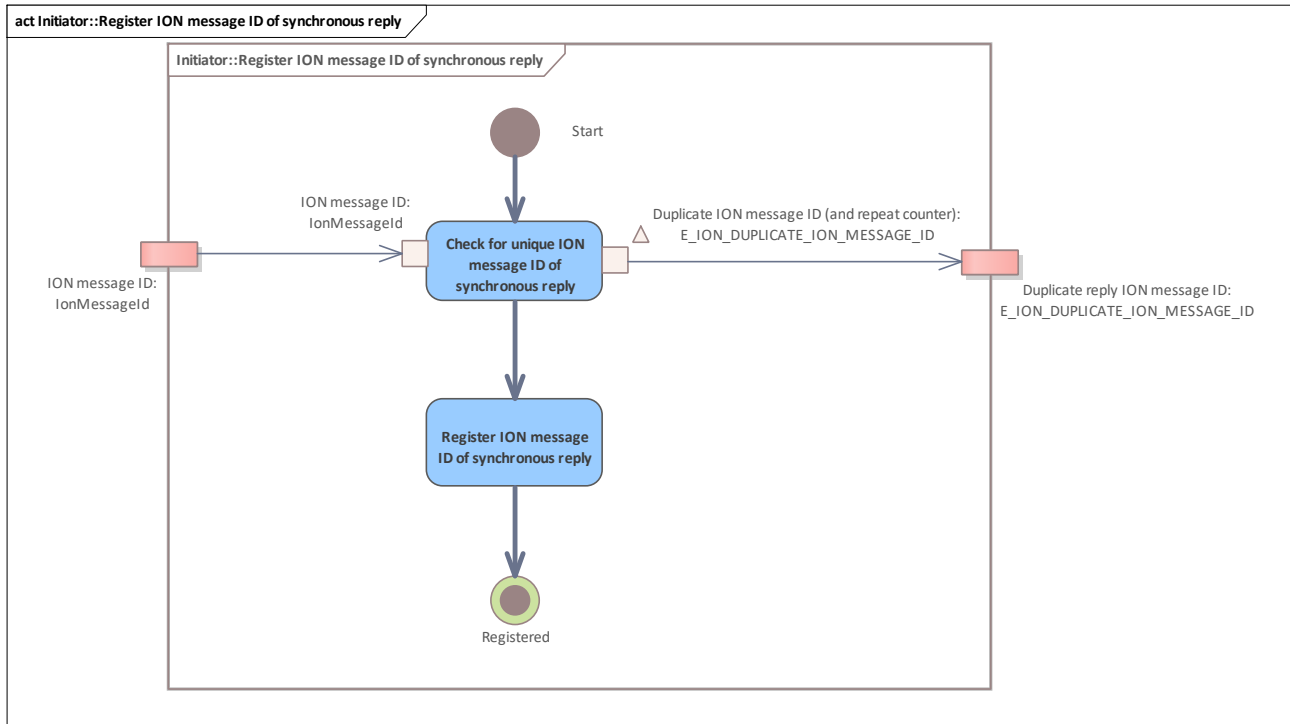 act Initiator::Register ION message ID of synchronous reply
Initiator::Register ION message ID of synchronous reply
Start
ION message ID:
IonMessageId
Duplicate ION message ID (and repeat counter):
E_ION_DUPLICATE_ION_MESSAGE_ID
Check for unique ION
message ID of
synchronous reply
ION message ID:
IonMessageId
Duplicate reply ION message ID:
E_ION_DUPLICATE_ION_MESSAGE_ID
Register ION message
ID of synchronous reply
Registered